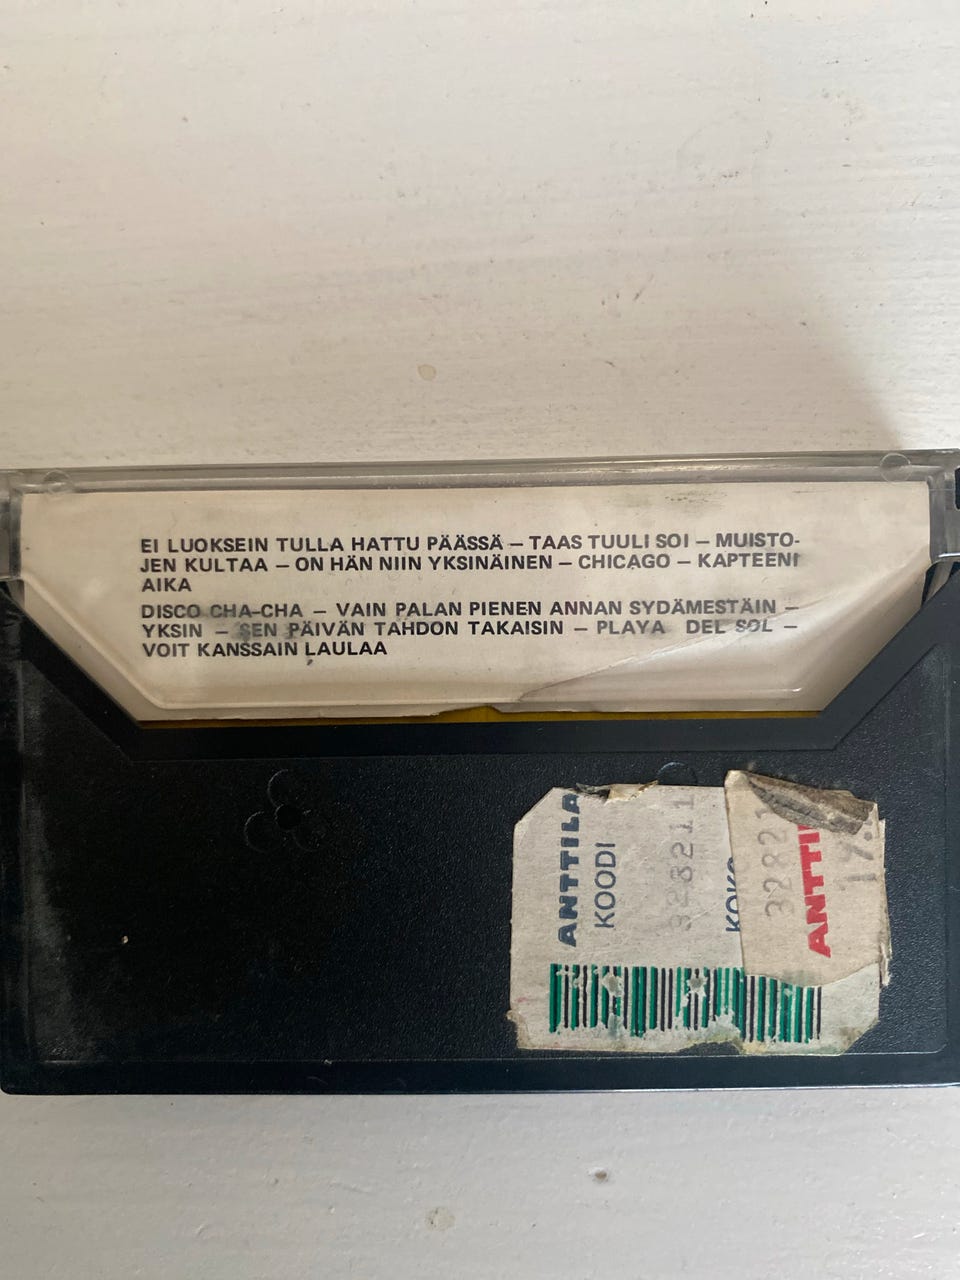 EI LUOKSEIN TULLA HATTU PÄÄSSÄ – TAAS TUULI SOI – MUISTO-
JEN KULTAA – ON HÄN NIIN YKSINÄINEN – CHICAGO – KAPTEENI
AIKA
DISCO CHA-CHA – VAIN PALAN PIENEN ANNAN SYDÄMESTÄIN –
YKSIN – SEN PÄIVÄN TAHDON TAKAISIN – PLAYA DEL SOL –
VOIT KANSSAIN LAULAA
ANTTILA
KOODI
328211
KOKO
32821
ANTTI